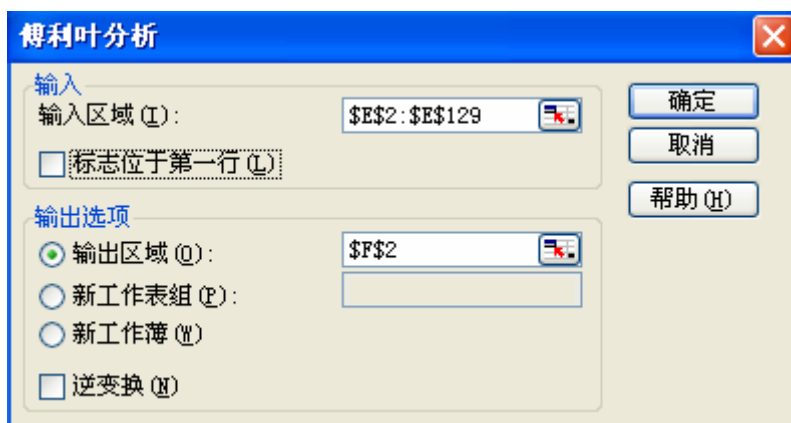 傅利叶分析
输入
输入区域(I):
$E$2:$E$129
确定
标志位于第一行(L)
取消
帮助(H)
输出选项
输出区域(O):
$F$2
新工作表组(P):
新工作薄(W)
逆变换(N)